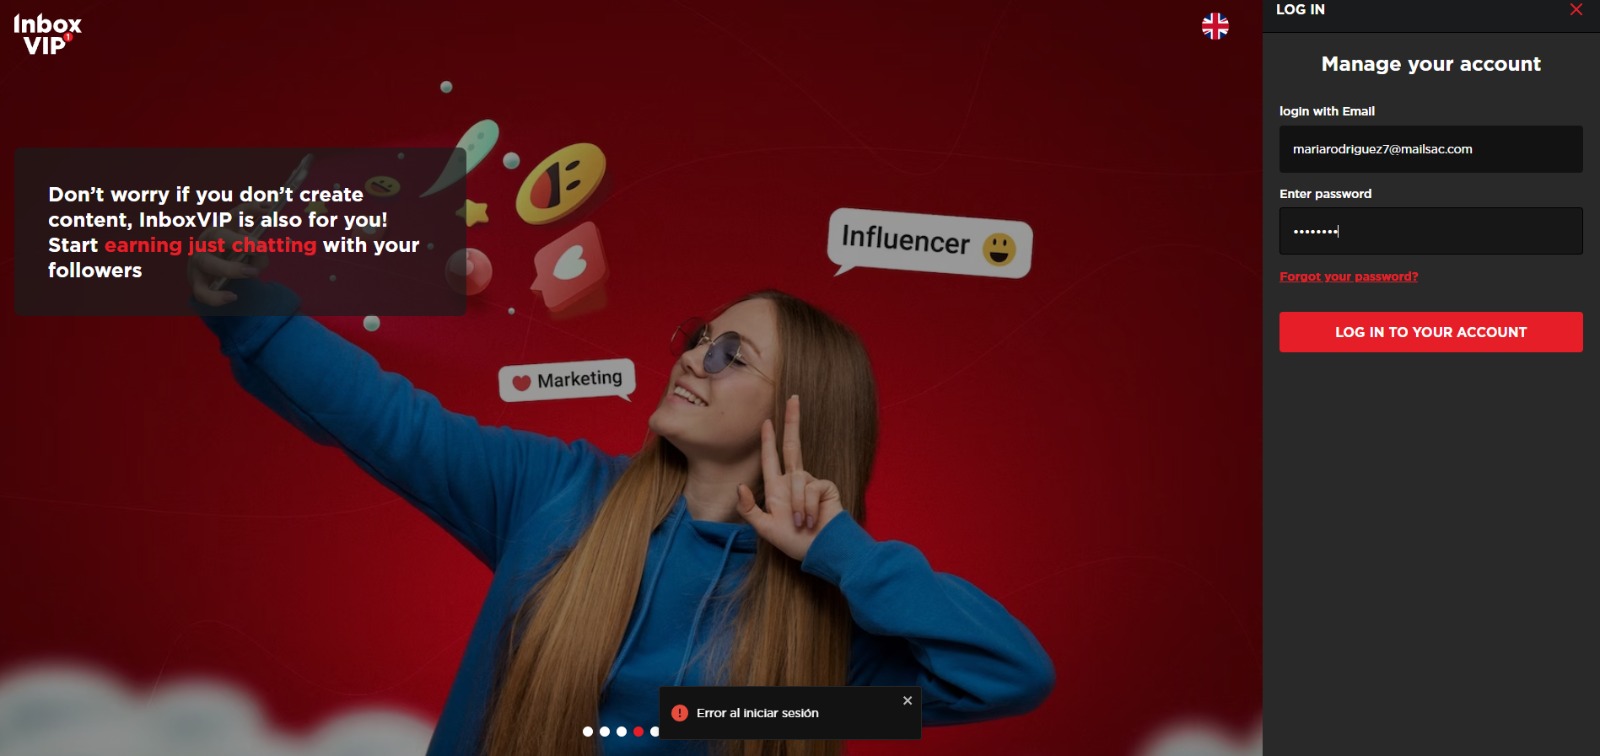 Inbox
VIP
1
Don’t worry if you don’t create
content, InboxVIP is also for you!
Start earning just chatting with your
followers
Influencer
Marketing
Error al iniciar sesión
LOG IN
Manage your account
login with Email
mariarodriguez7@mailsac.com
Enter password
••••••••
Forgot your password?
LOG IN TO YOUR ACCOUNT